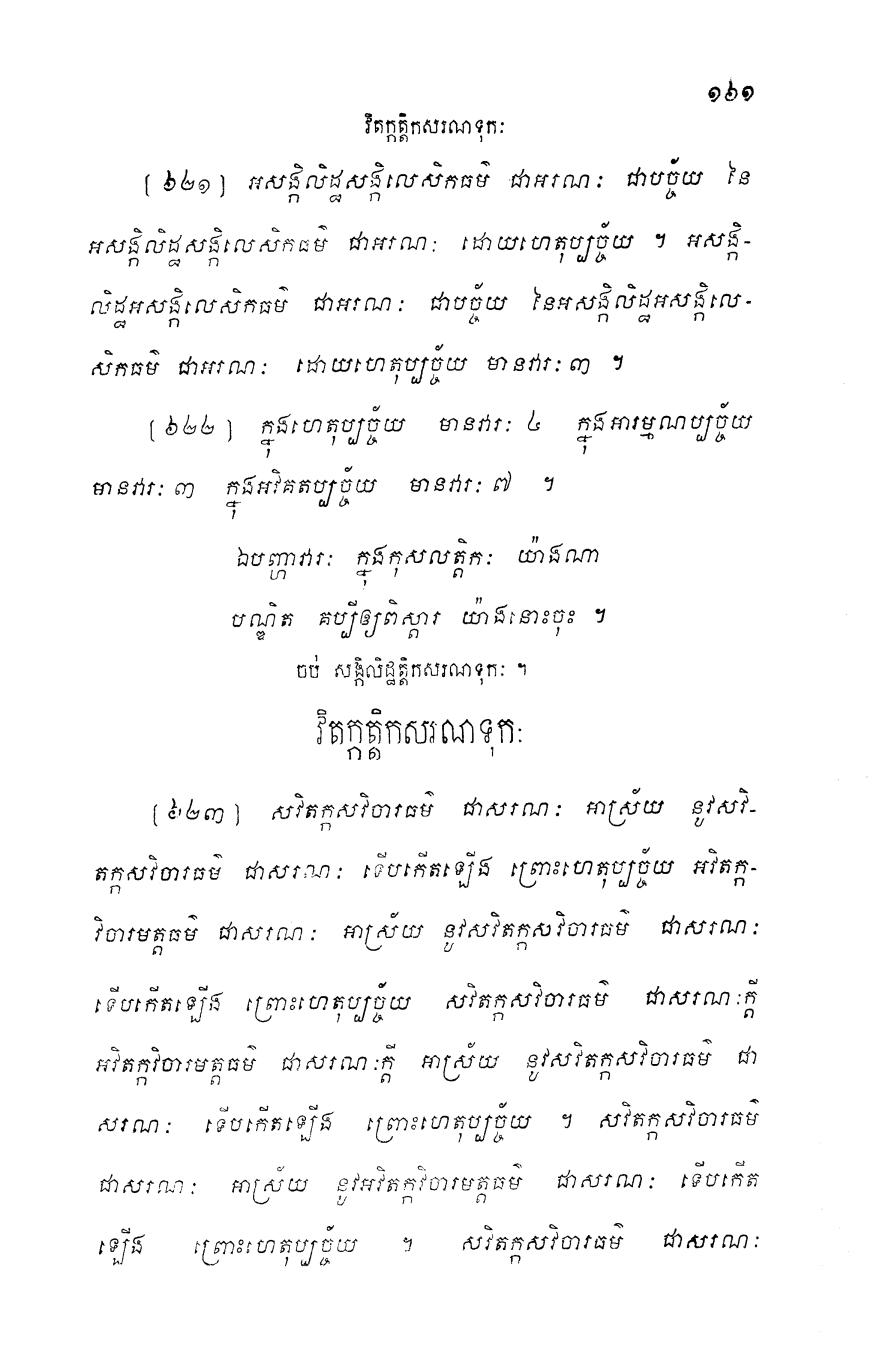 ១៦១
វិតក្កត្តិកសរណទុកៈ
[ ៦២១ ] អសង្កិលិដ្ឋសង្កិលេសិកធម៌ ជាអរណៈ ជាបច្ច័យ នៃ
អសង្កិលិដ្ឋសង្កិលេសិកធម៌ ជាអរណៈ ដោយហេតុប្បច្ច័យ ។ អសង្កិ-
លិដ្ឋអសង្កិលេសិកធម៌ ជាអរណៈ ជាបច្ច័យ នៃអសង្កិលិដ្ឋអសង្កិលេ-
សិកធម៌ ជាអរណៈ ដោយហេតុប្បច្ច័យ មានវារៈ ៣ ។
[ ៦២២ ] ក្នុងហេតុប្បច្ច័យ មានវារៈ ៤ ក្នុងអារម្មណប្បច្ច័យ
មានវារៈ ៣ ក្នុងអវិគតប្បច្ច័យ មានវារៈ ៧ ។
ឯបញ្ហាវារៈ ក្នុងកុសលត្តិកៈ យ៉ាងណា
បណ្ឌិត គប្បីឲ្យពិស្តារ យ៉ាងនោះចុះ ។
ចប់ សង្កិលិដ្ឋត្តិកសរណទុកៈ ។
វិតក្កត្តិកសរណទុកៈ
[ ៦២៣ ] សវិតក្កសវិចារធម៌ ជាសរណៈ អាស្រ័យ នូវសវិ-
តក្កសវិចារធម៌ ជាសរណៈ ទើបកើតឡើង ព្រោះហេតុប្បច្ច័យ អវិតក្ក-
វិចារមត្តធម៌ ជាសរណៈ អាស្រ័យ នូវសវិតក្កសវិចារធម៌ ជាសរណៈ
ទើបកើតឡើង ព្រោះហេតុប្បច្ច័យ សវិតក្កសវិចារធម៌ ជាសរណៈក្តី
អវិតក្កវិចារមត្តធម៌ ជាសរណៈក្តី អាស្រ័យ នូវសវិតក្កសវិចារធម៌ ជា
សរណៈ ទើបកើតឡើង ព្រោះហេតុប្បច្ច័យ ។ សវិតក្កសវិចារធម៌
ជាសរណៈ អាស្រ័យ នូវអវិតក្កវិចារមត្តធម៌ ជាសរណៈ ទើបកើត
ឡើង ព្រោះហេតុប្បច្ច័យ ។ សវិតក្កសវិចារធម៌ ជាសរណៈ